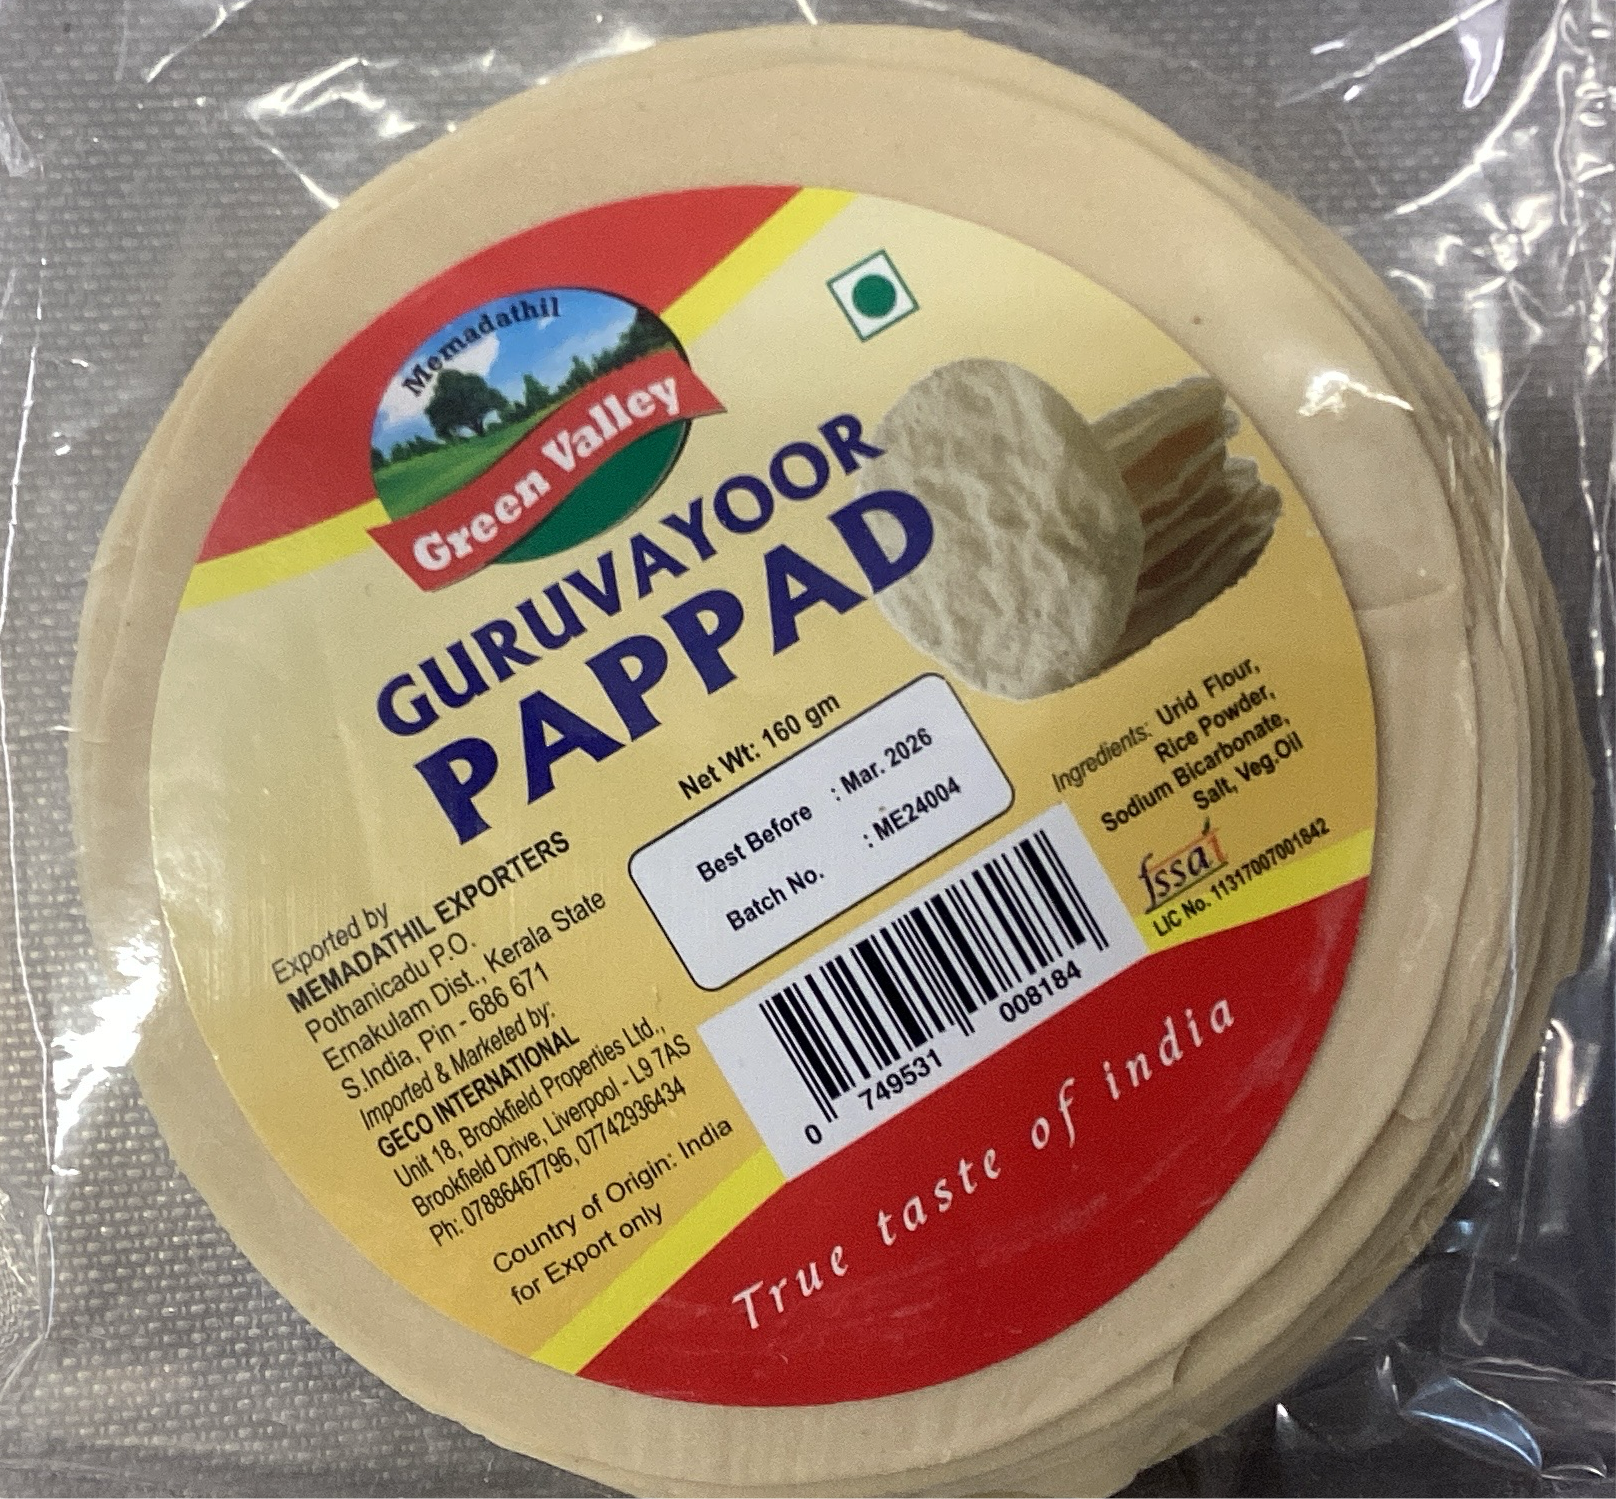 Memadathil
Green Valley
GURUVAYOOR
PAPPAD
Net Wt: 160 gm
Best Before : Mar. 2026
Batch No. : ME24004
Ingredients: Urid Flour,
Rice Powder,
Sodium Bicarbonate,
Salt, Veg.Oil
fssai
LIC No. 11317007001842
Exported by
MEMADATHIL EXPORTERS
Pothanicadu P.O.
Ernakulam Dist., Kerala State
S.India, Pin - 686 671
Imported & Marketed by:
GECO INTERNATIONAL
Unit 18, Brookfield Properties Ltd.,
Brookfield Drive, Liverpool - L9 7AS
Ph: 07886467796, 07742936434
Country of Origin: India
for Export only
0 749531 008184
True taste of india